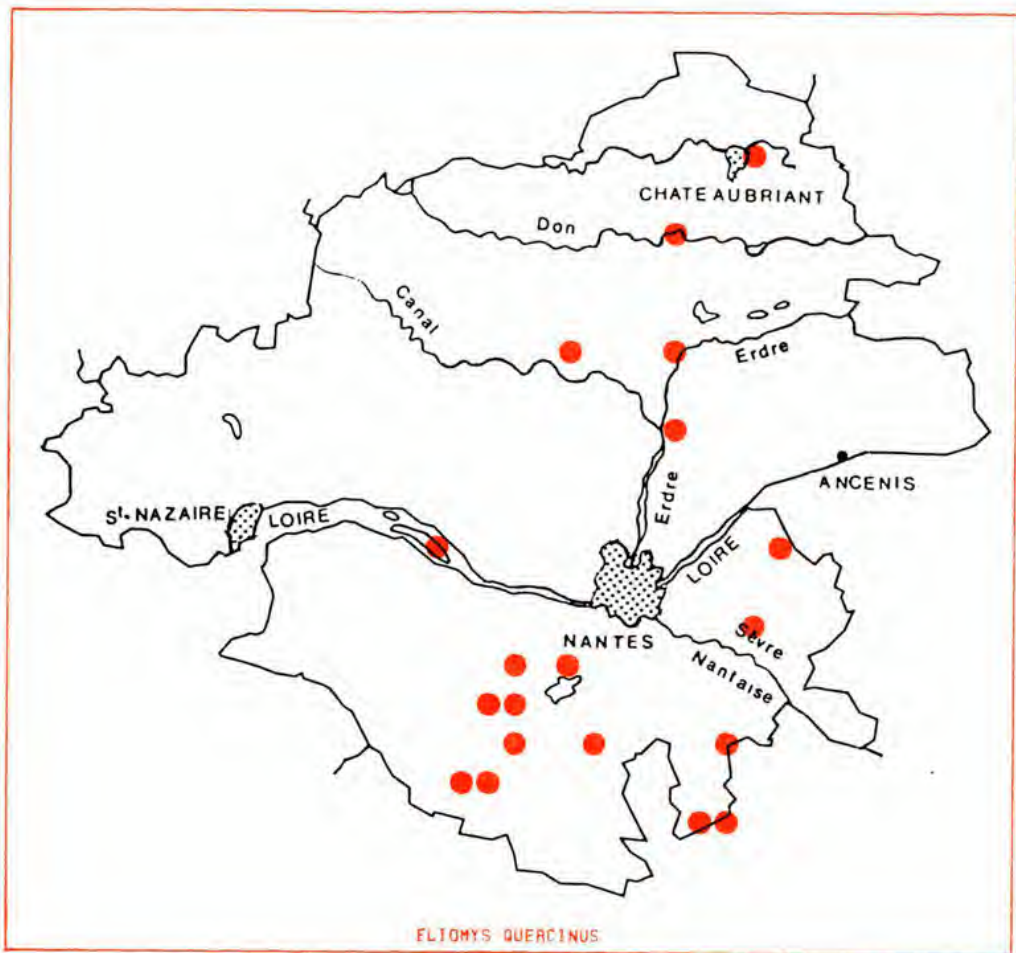 CHATEAUBRIANT
Don
Canal
Erdre
ANCENIS
Erdre
St. NAZAIRE
LOIRE
LOIRE
NANTES
Sèvre
Nantaise
ELIOMYS QUERCINUS